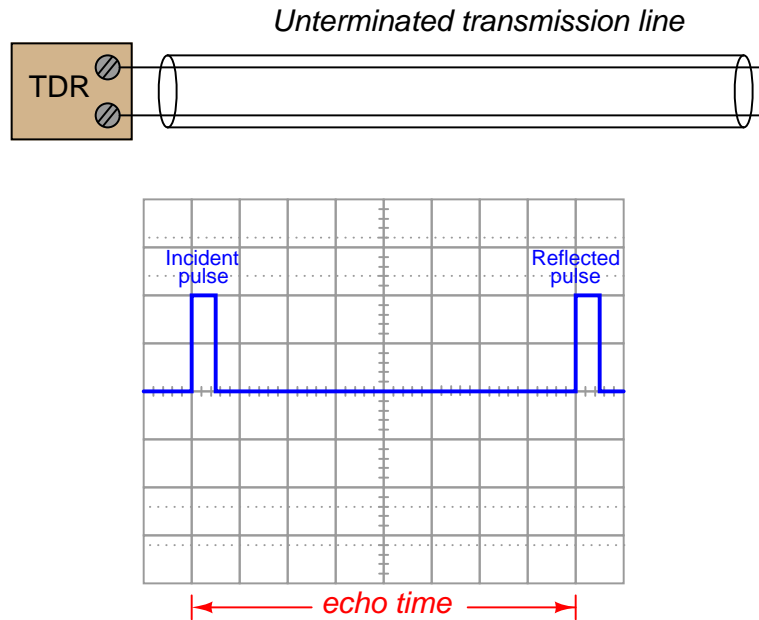 Unterminated transmission line
TDR
Incident
pulse
Reflected
pulse
echo time